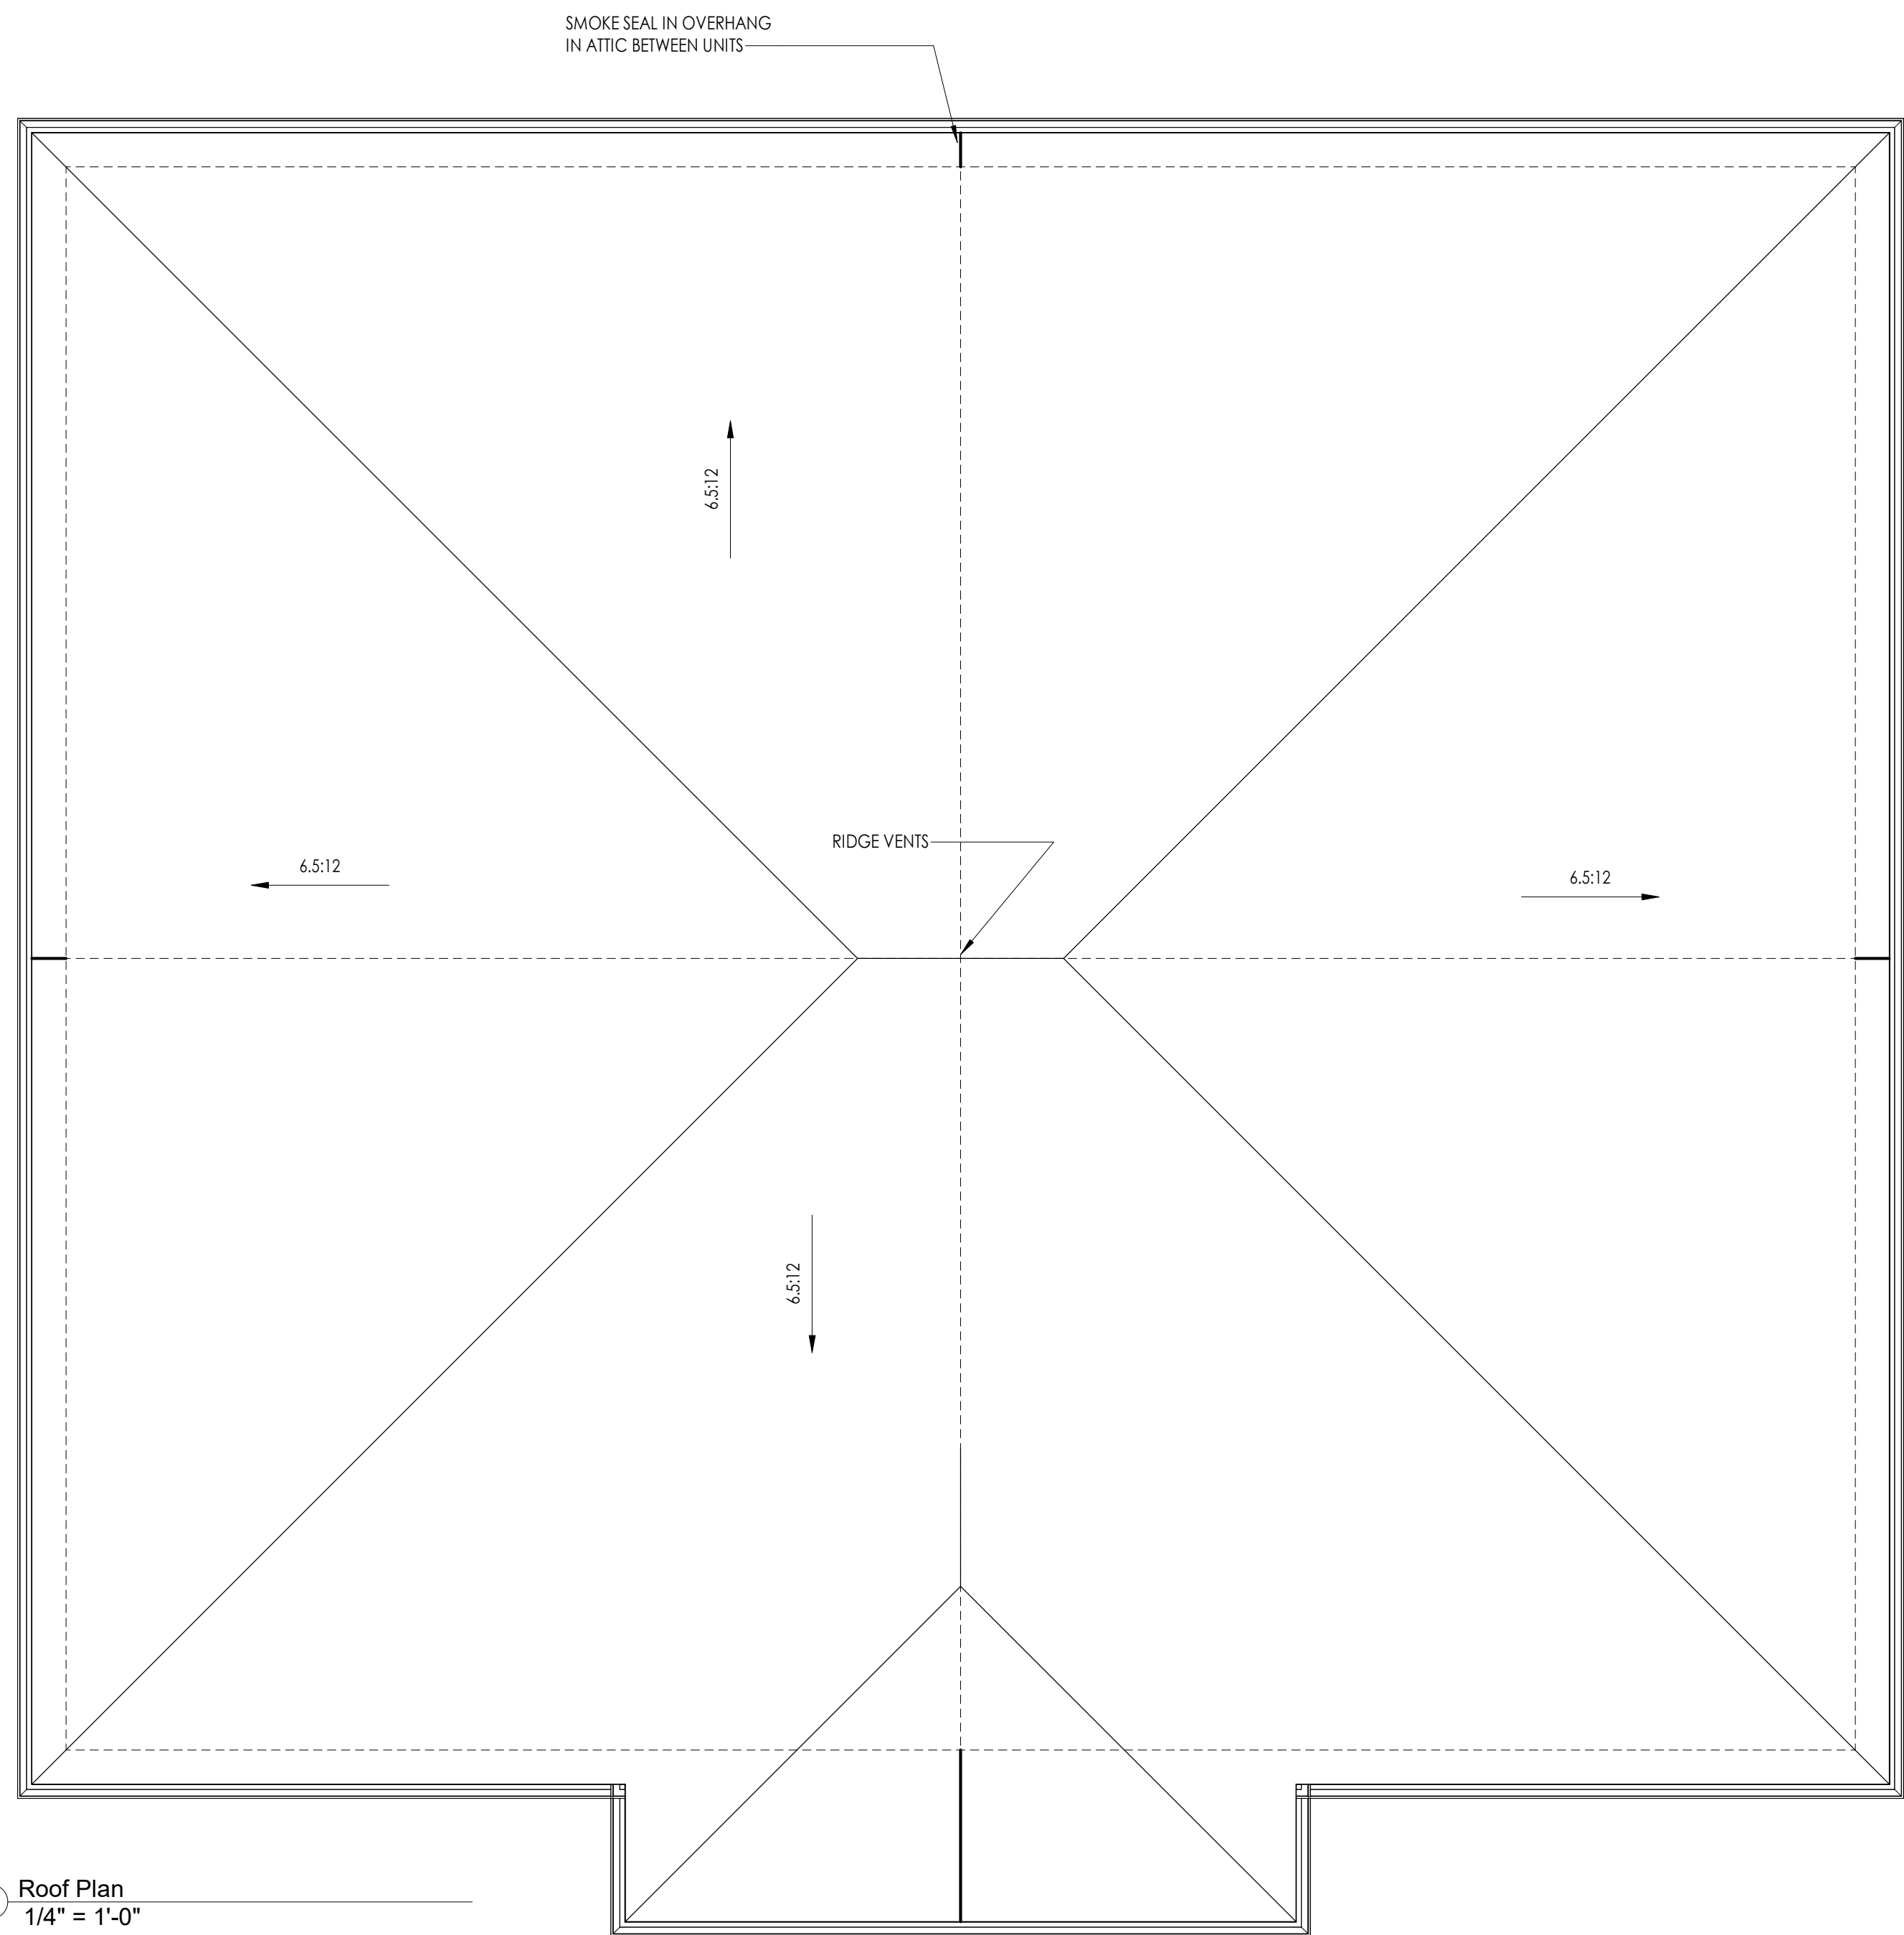 SMOKE SEAL IN OVERHANG
IN ATTIC BETWEEN UNITS
6.5:12
RIDGE VENTS
6.5:12
6.5:12
6.5:12
Roof Plan
1/4" = 1'-0"